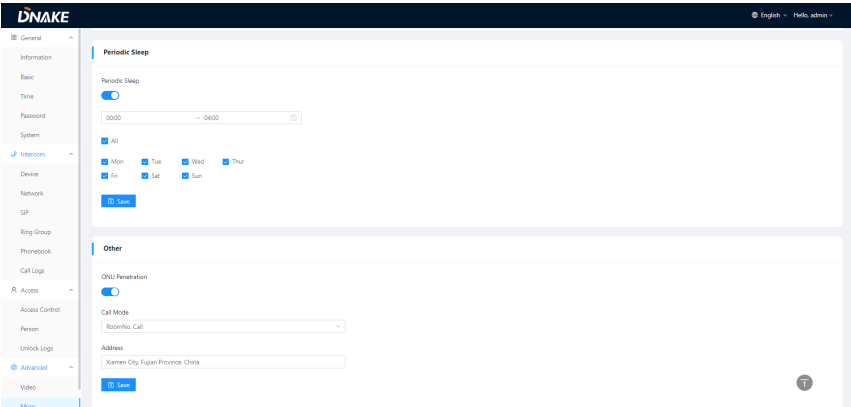 DNAKE
English
Hello, admin
General
Information
Basic
Time
Password
System
Intercom
Device
Network
SIP
Ring Group
Phonebook
Call Logs
Access
Access Control
Person
Unlock Logs
Advanced
Video
More
Periodic Sleep
Periodic Sleep
00:00 — 04:00
All
Mon Tue Wed Thur
Fri Sat Sun
Save
Other
ONU Penetration
Call Mode
RoomNo. Call
Address
Xiamen City, Fujian Province, China
Save